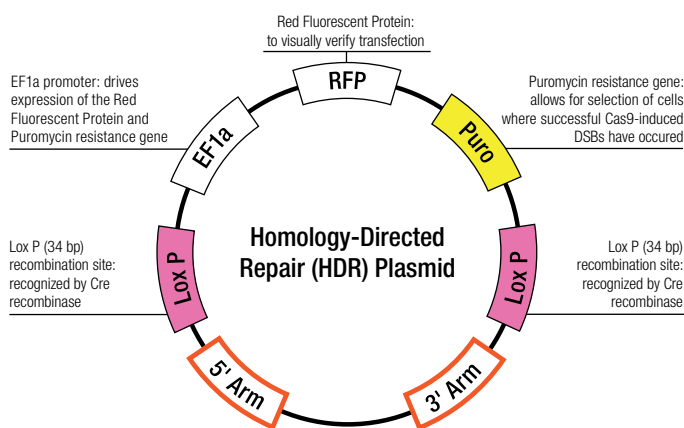 Red Fluorescent Protein:
to visually verify transfection
EF1a promoter: drives
expression of the Red
Fluorescent Protein and
Puromycin resistance gene
Puromycin resistance gene:
allows for selection of cells
where successful Cas9-induced
DSBs have occured
RFP
EF1a
Puro
Homology-Directed
Repair (HDR) Plasmid
Lox P (34 bp)
recombination site:
recognized by Cre
recombinase
Lox P
Lox P
Lox P (34 bp)
recombination site:
recognized by Cre
recombinase
5' Arm
3' Arm